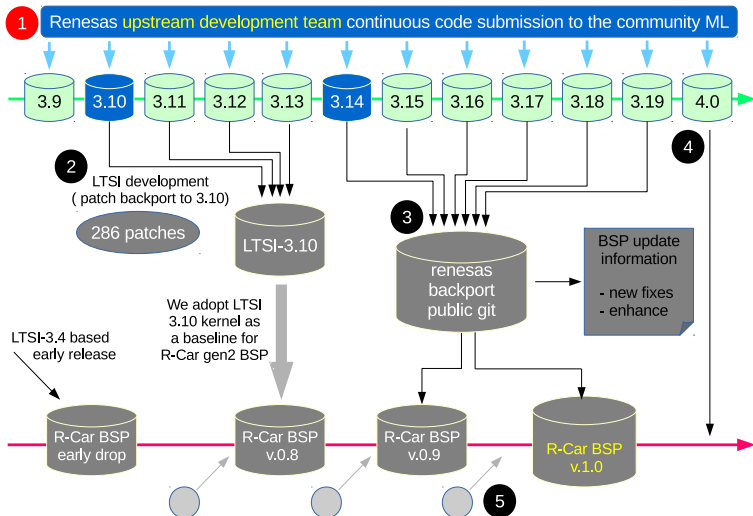 1
Renesas upstream development team continuous code submission to the community ML
3.9
3.10
3.11
3.12
3.13
3.14
3.15
3.16
3.17
3.18
3.19
4.0
2
LTSI development
( patch backport to 3.10)
286 patches
LTSI-3.10
3
renesas
backport
public git
4
BSP update
information
- new fixes
- enhance
We adopt LTSI
3.10 kernel as
a baseline for
R-Car gen2 BSP
LTSI-3.4 based
early release
R-Car BSP
early drop
R-Car BSP
v.0.8
R-Car BSP
v.0.9
R-Car BSP
v.1.0
5